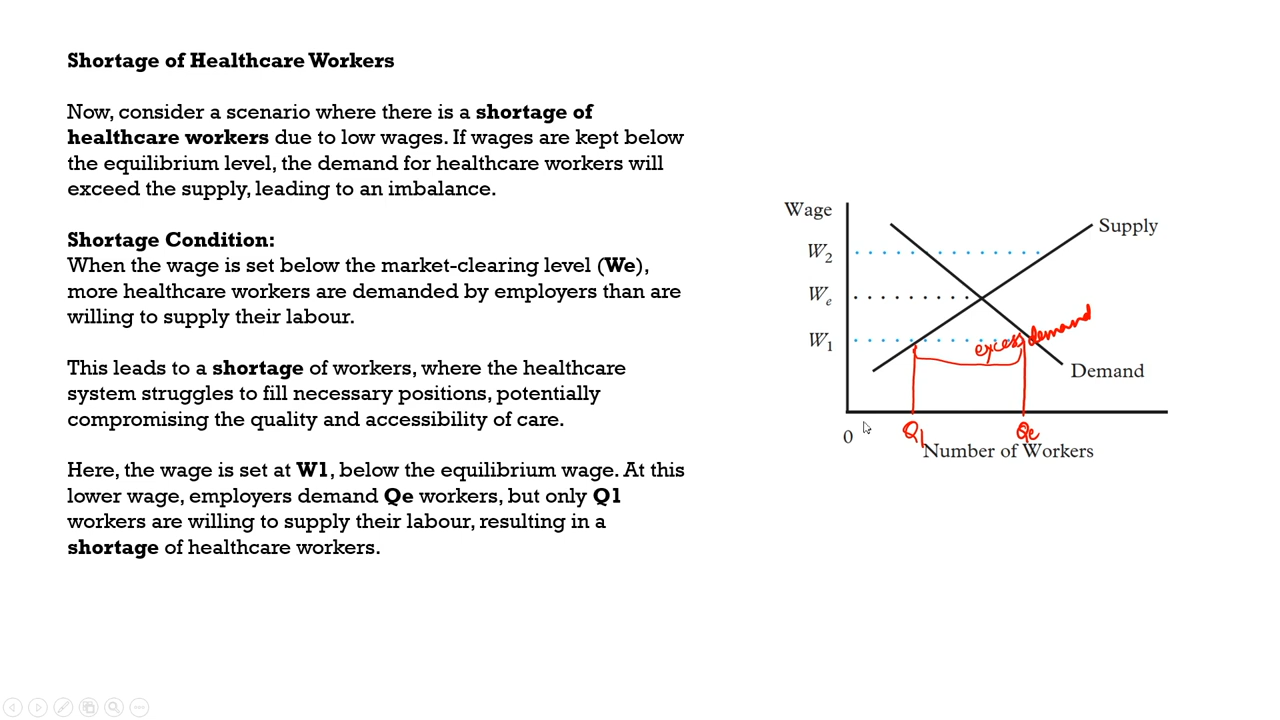 Shortage of Healthcare Workers
Now, consider a scenario where there is a shortage of
healthcare workers due to low wages. If wages are kept below
the equilibrium level, the demand for healthcare workers will
exceed the supply, leading to an imbalance.
Shortage Condition:
When the wage is set below the market-clearing level (We),
more healthcare workers are demanded by employers than are
willing to supply their labour.
This leads to a shortage of workers, where the healthcare
system struggles to fill necessary positions, potentially
compromising the quality and accessibility of care.
Here, the wage is set at W1, below the equilibrium wage. At this
lower wage, employers demand Qe workers, but only Q1
workers are willing to supply their labour, resulting in a
shortage of healthcare workers.
Wage
Supply
W2
We
W1
excess demand
Demand
0
Q1
Qe
Number of Workers